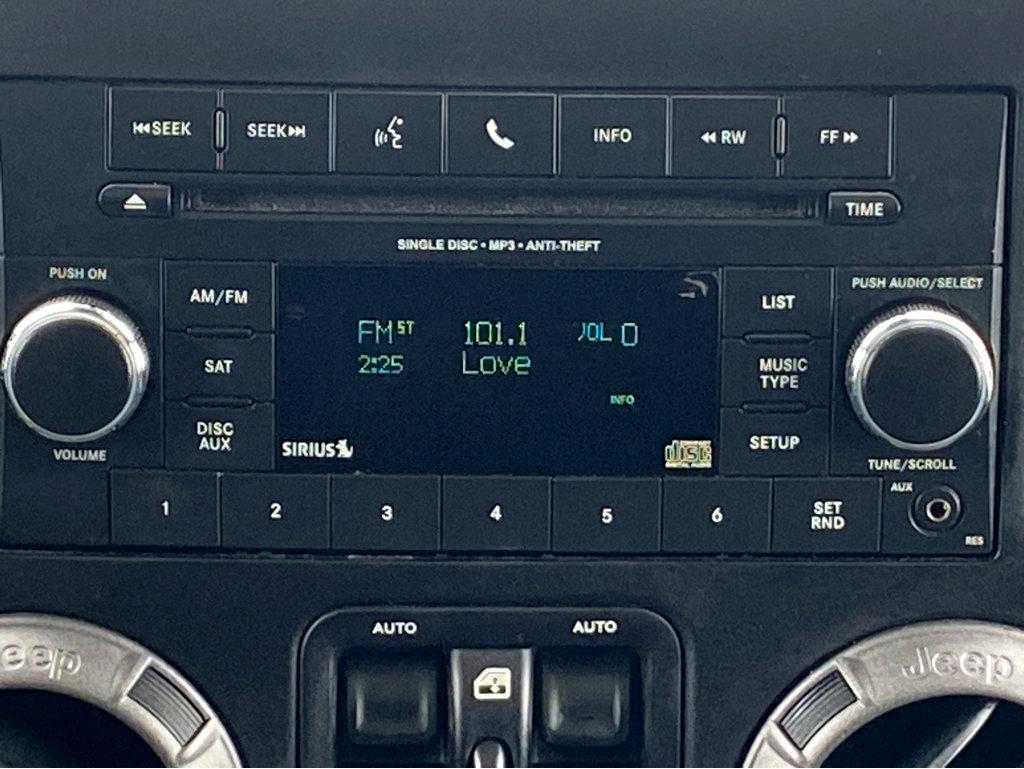 SEEK SEEK INFO RW FF
TIME
SINGLE DISC • MP3 • ANTI-THEFT
PUSH ON
PUSH AUDIO/SELECT
AM/FM
LIST
FM ST 101.1 VOL 0
2:25 Love
SAT
MUSIC
TYPE
INFO
DISC
AUX
SETUP
SIRIUS
disc
VOLUME
TUNE/SCROLL
AUX
1 2 3 4 5 6
SET
RND
RES
AUTO AUTO
eep
Jeep